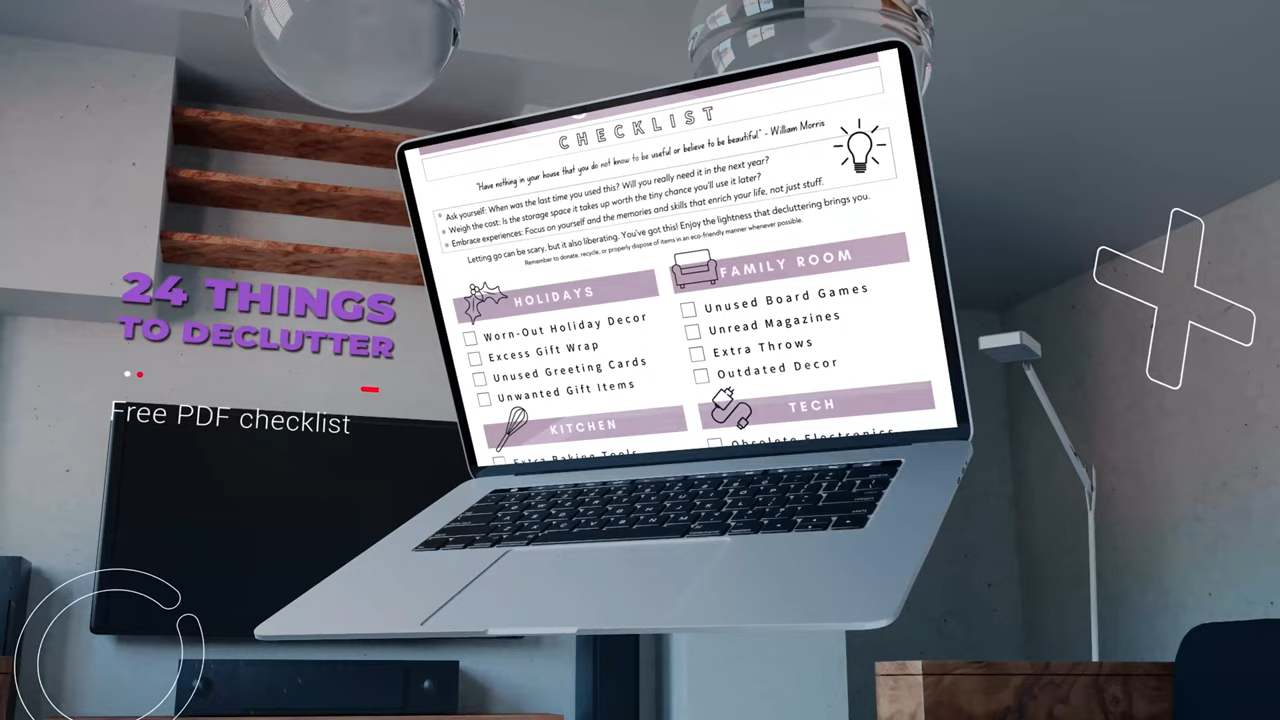 24 THINGS
TO DECLUTTER
Free PDF checklist
CHECKLIST
"Have nothing in your house that you do not know to be useful or believe to be beautiful." - William Morris
Ask yourself: When was the last time you used this? Will you really need it in the next year?
Weigh the cost: Is the storage space it takes up worth the tiny chance you'll use it later?
Embrace experiences: Focus on yourself and the memories and skills that enrich your life, not just stuff.
Letting go can be scary, but it also liberating. You've got this! Enjoy the lightness that decluttering brings you.
Remember to donate, recycle, or properly dispose of items in an eco-friendly manner whenever possible.
HOLIDAYS
Worn-Out Holiday Decor
Excess Gift Wrap
Unused Greeting Cards
Unwanted Gift Items
FAMILY ROOM
Unused Board Games
Unread Magazines
Extra Throws
Outdated Decor
KITCHEN
Extra Baking Tools
TECH
Obsolete Electronics